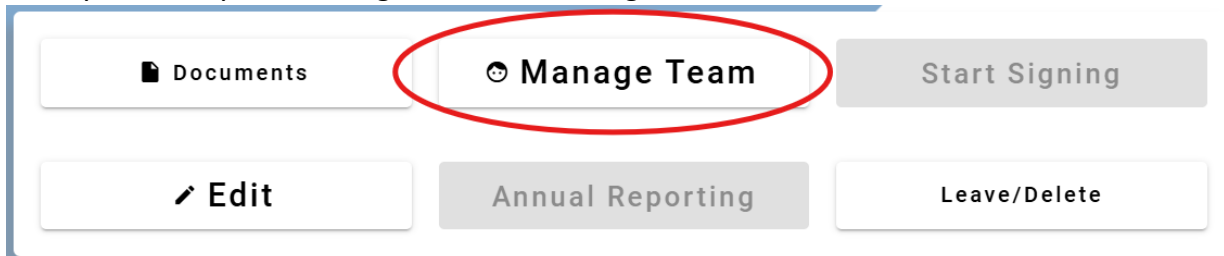 Documents
Manage Team
Start Signing
Edit
Annual Reporting
Leave/Delete